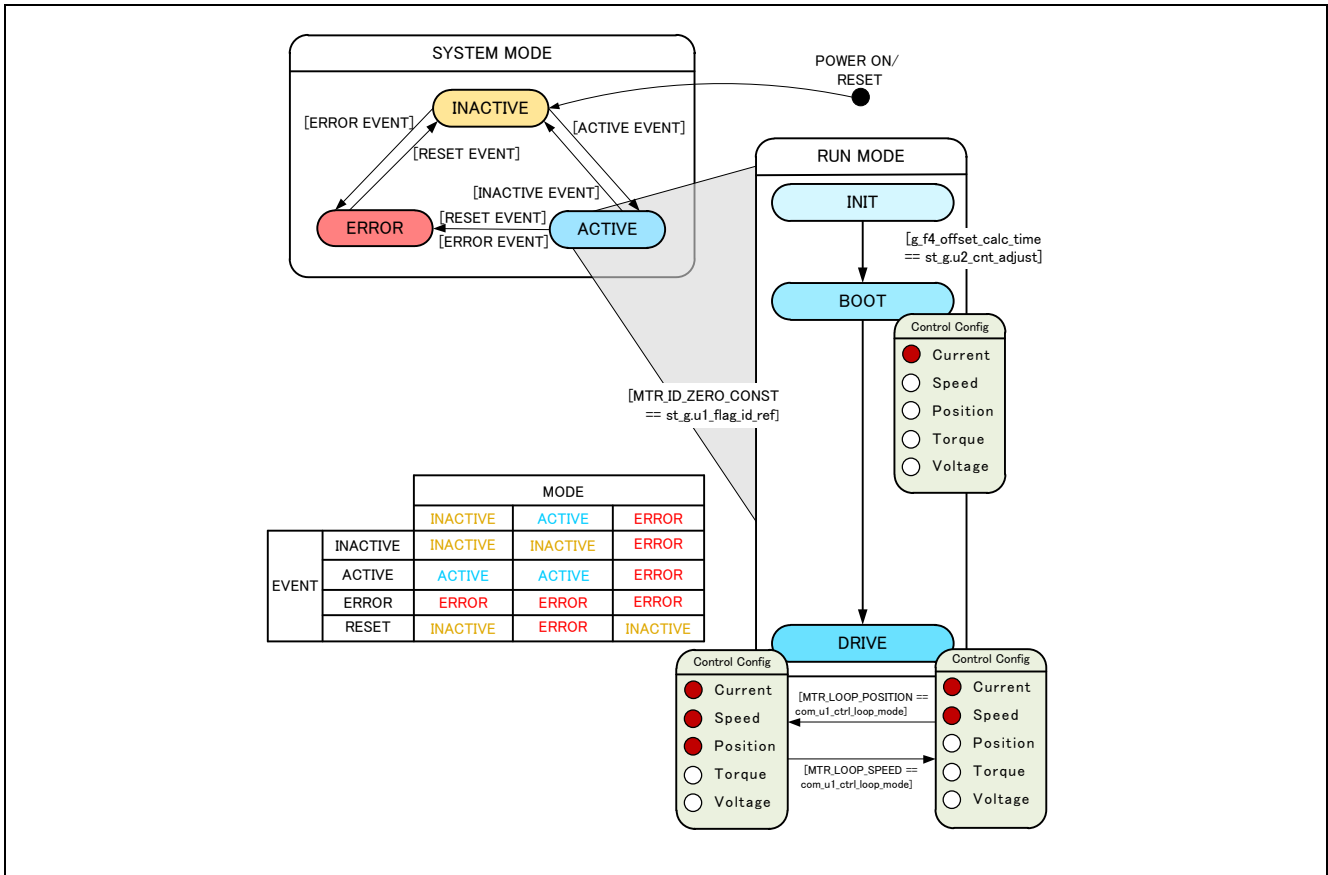 SYSTEM MODE
POWER ON/
RESET
INACTIVE
[ERROR EVENT]
[ACTIVE EVENT]
[RESET EVENT]
[INACTIVE EVENT]
ERROR
[RESET EVENT]
[ERROR EVENT]
ACTIVE
RUN MODE
INIT
[g_f4_offset_calc_time
== st_g.u2_cnt_adjust]
BOOT
Control Config
Current
Speed
Position
Torque
Voltage
[MTR_ID_ZERO_CONST
== st_g.u1_flag_id_ref]
MODE
INACTIVE ACTIVE ERROR
EVENT
INACTIVE INACTIVE INACTIVE ERROR
ACTIVE ACTIVE ACTIVE ERROR
ERROR ERROR ERROR ERROR
RESET INACTIVE ERROR INACTIVE
DRIVE
Control Config
Current
Speed
Position
Torque
Voltage
[MTR_LOOP_POSITION ==
com_u1_ctrl_loop_mode]
[MTR_LOOP_SPEED ==
com_u1_ctrl_loop_mode]
Control Config
Current
Speed
Position
Torque
Voltage